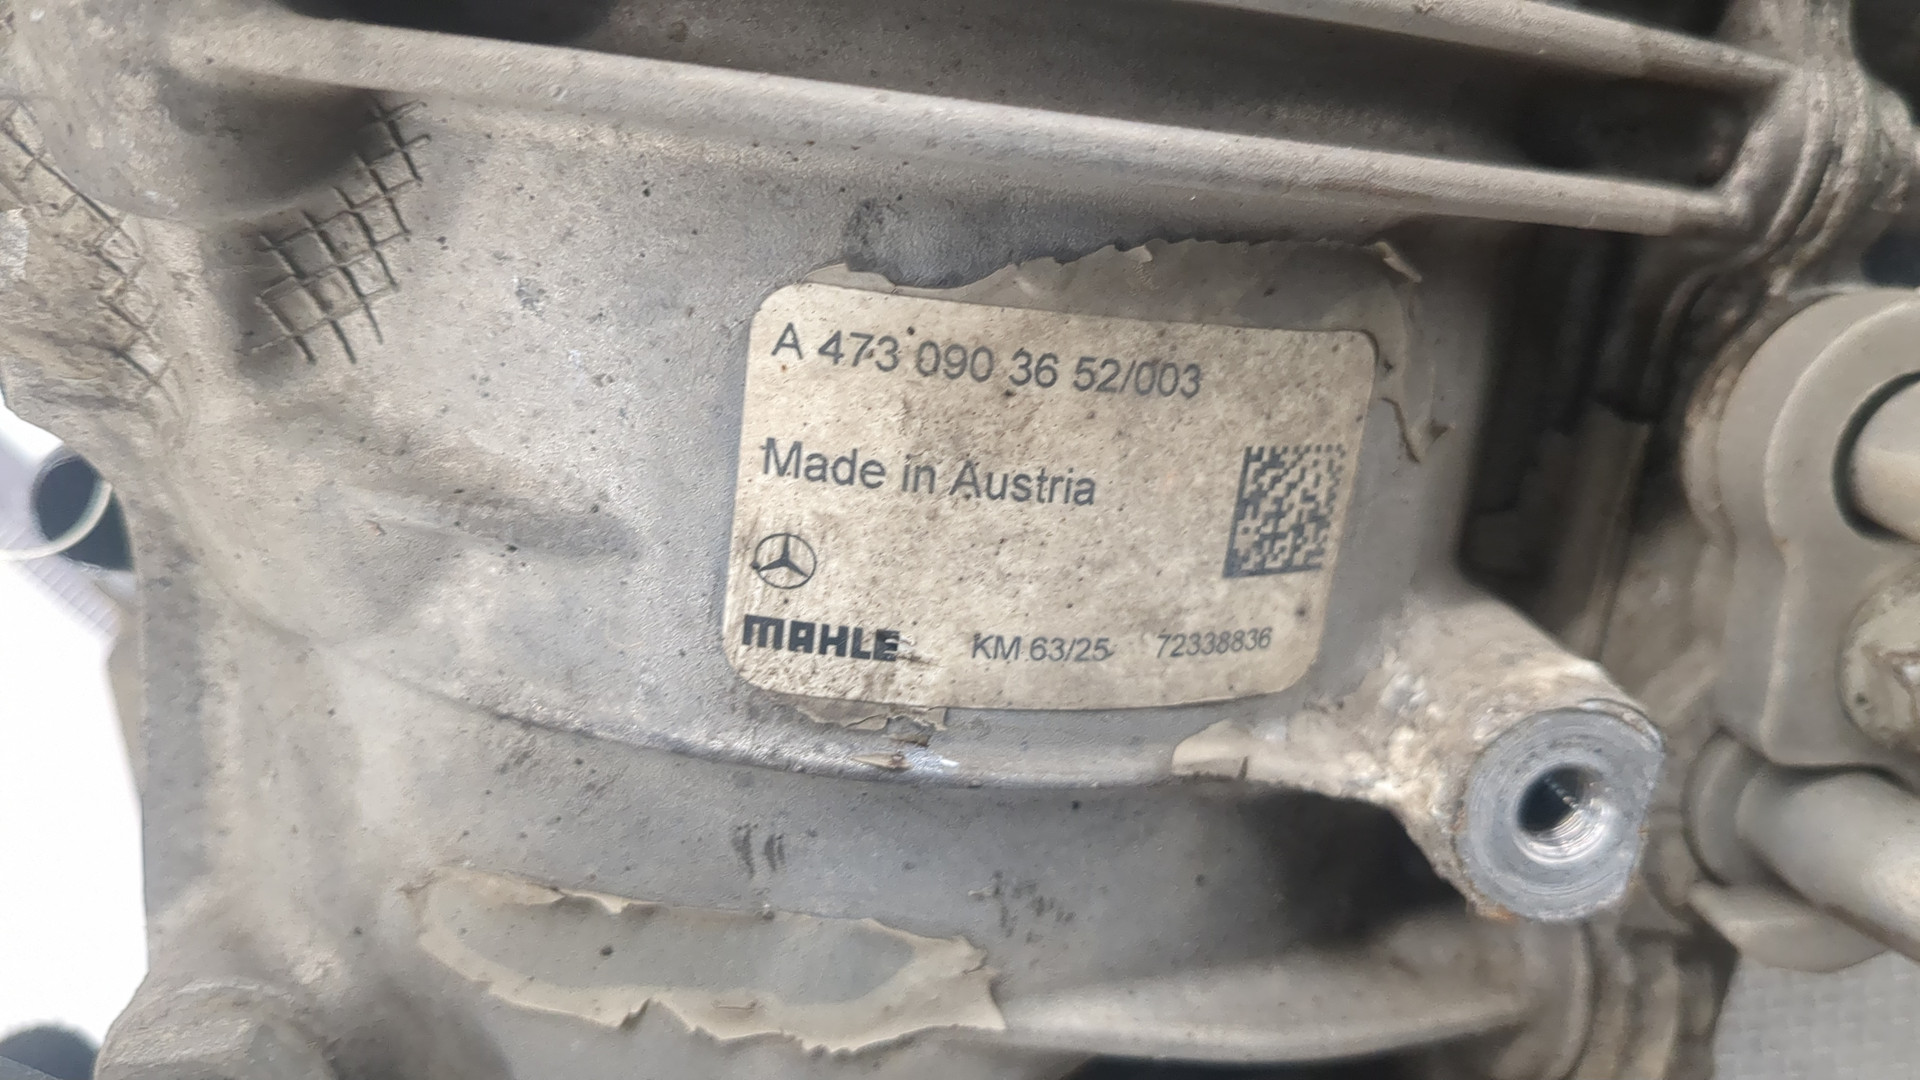 A 473 090 36 52/003
Made in Austria
MAHLE KM 63/25 72338836